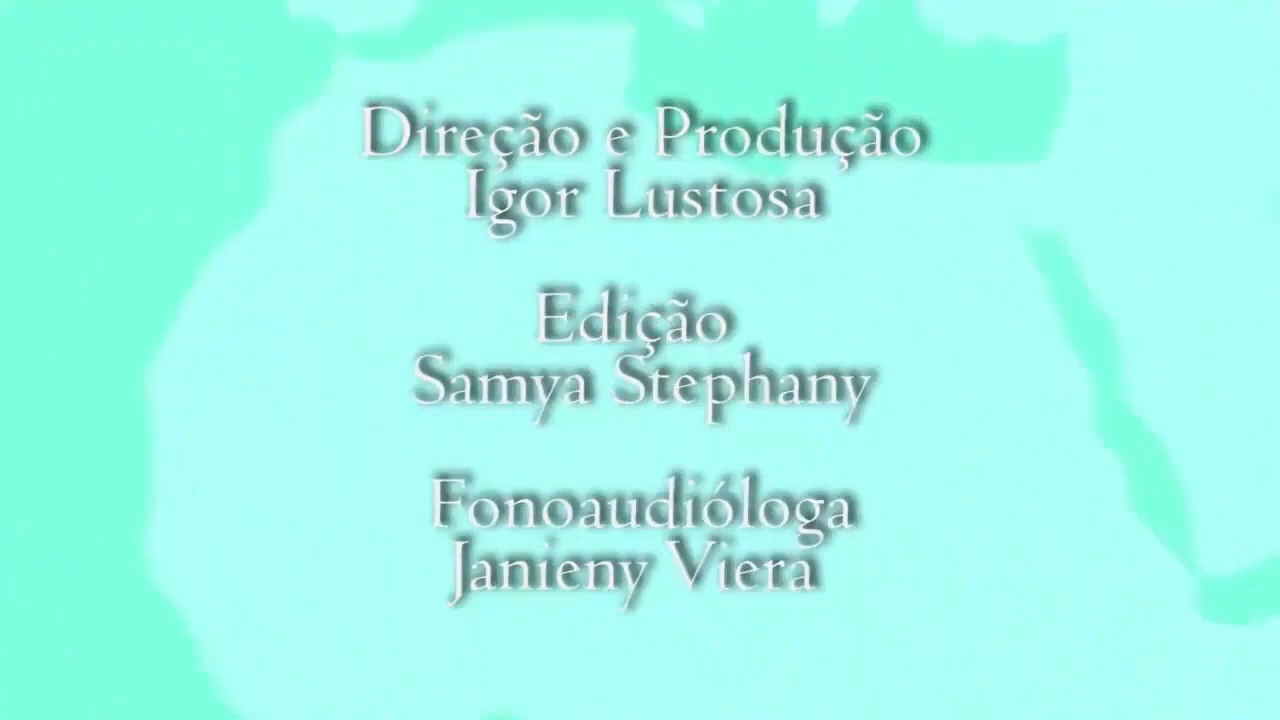 Direção e Produção
Igor Lustosa
Edição
Samya Stephany
Fonoaudióloga
Janieny Viera